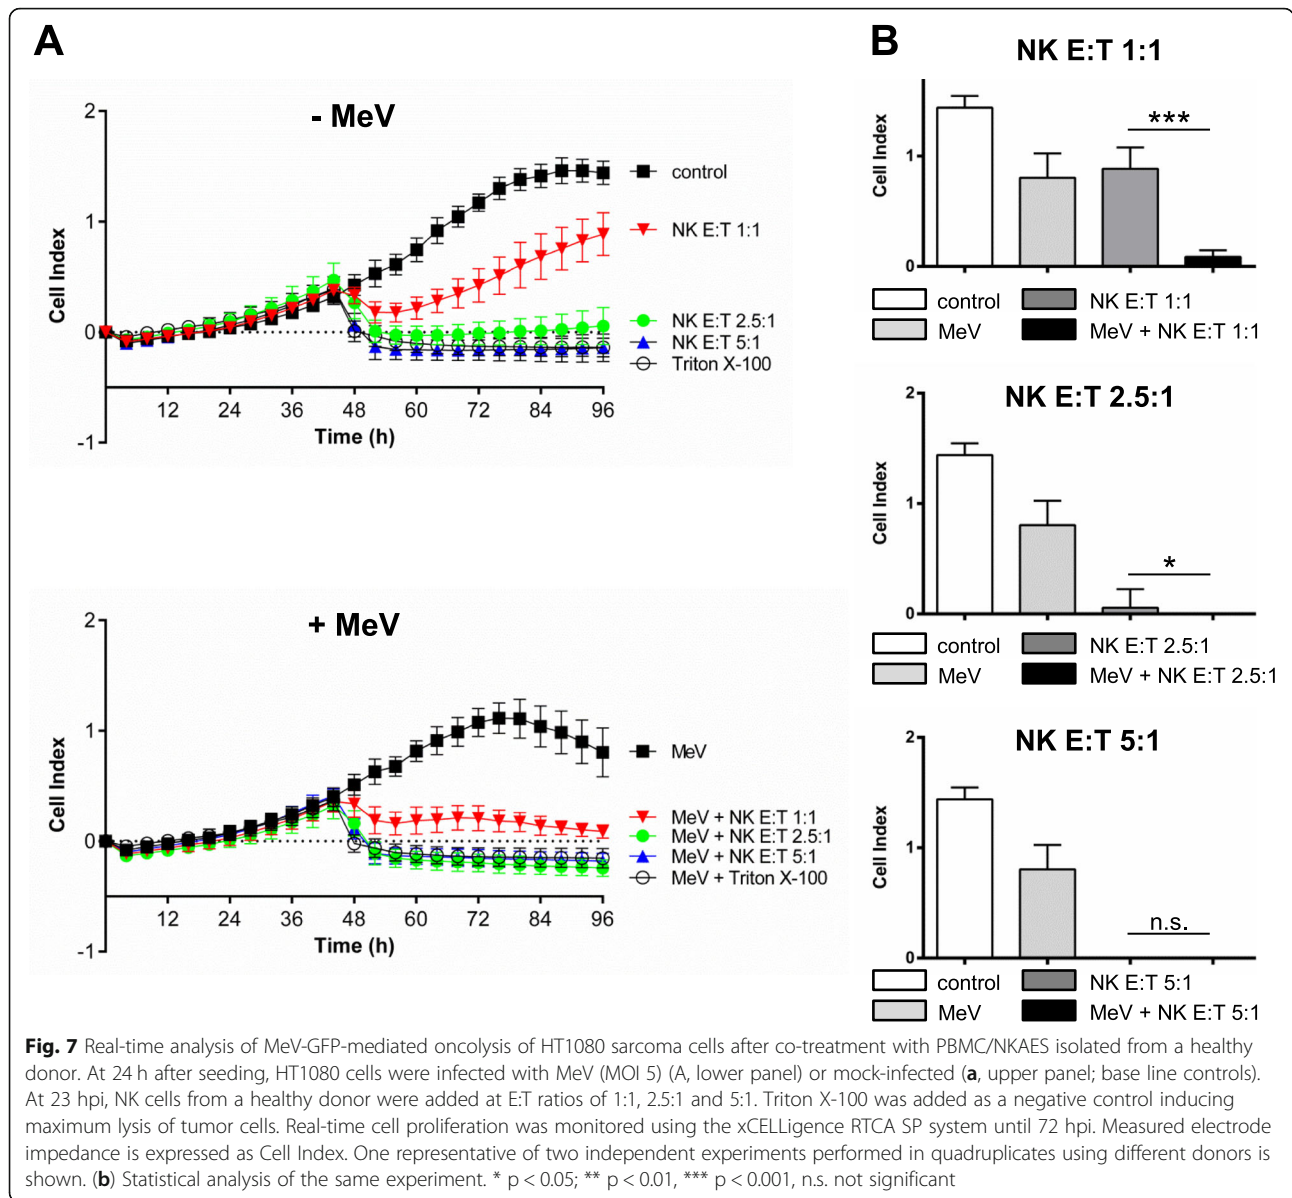 A
- MeV
2
1
0
-1
Cell Index
12 24 36 48 60 72 84 96
Time (h)
control
NK E:T 1:1
NK E:T 2.5:1
NK E:T 5:1
Triton X-100
+ MeV
2
1
0
-1
Cell Index
12 24 36 48 60 72 84 96
Time (h)
MeV
MeV + NK E:T 1:1
MeV + NK E:T 2.5:1
MeV + NK E:T 5:1
MeV + Triton X-100
B
NK E:T 1:1
1
0
Cell Index
***
control NK E:T 1:1
MeV MeV + NK E:T 1:1
NK E:T 2.5:1
2
1
0
Cell Index
*
control NK E:T 2.5:1
MeV MeV + NK E:T 2.5:1
NK E:T 5:1
2
1
0
Cell Index
n.s.
control NK E:T 5:1
MeV MeV + NK E:T 5:1
Fig. 7 Real-time analysis of MeV-GFP-mediated oncolysis of HT1080 sarcoma cells after co-treatment with PBMC/NKAES isolated from a healthy
donor. At 24 h after seeding, HT1080 cells were infected with MeV (MOI 5) (A, lower panel) or mock-infected (a, upper panel; base line controls).
At 23 hpi, NK cells from a healthy donor were added at E:T ratios of 1:1, 2.5:1 and 5:1. Triton X-100 was added as a negative control inducing
maximum lysis of tumor cells. Real-time cell proliferation was monitored using the xCELLigence RTCA SP system until 72 hpi. Measured electrode
impedance is expressed as Cell Index. One representative of two independent experiments performed in quadruplicates using different donors is
shown. (b) Statistical analysis of the same experiment. * p < 0.05; ** p < 0.01, *** p < 0.001, n.s. not significant